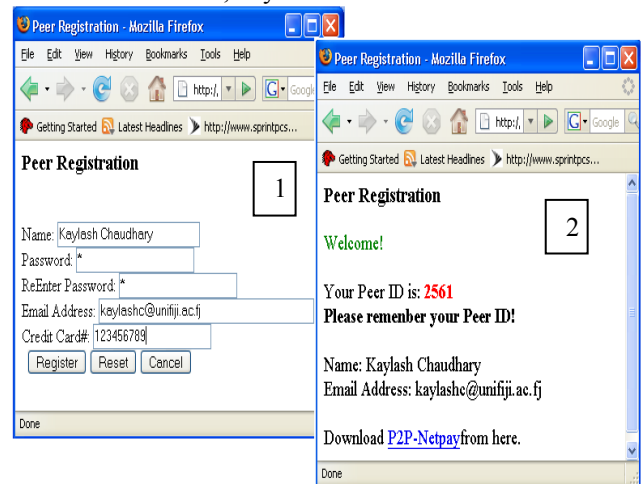 Peer Registration - Mozilla Firefox
File Edit View History Bookmarks Tools Help
http:/,
Google
Getting Started Latest Headlines http://www.sprintpcs...
Peer Registration
1
Name: Kaylash Chaudhary
Password: *
ReEnter Password: *
Email Address: kaylashc@unifiji.ac.fj
Credit Card#: 123456789
Register Reset Cancel
Done
Peer Registration - Mozilla Firefox
File Edit View History Bookmarks Tools Help
http:/,
G Google
Getting Started Latest Headlines http://www.sprintpcs...
Peer Registration
2
Welcome!
Your Peer ID is: 2561
Please remenber your Peer ID!
Name: Kaylash Chaudhary
Email Address: kaylashc@unifiji.ac.fj
Download P2P-Netpayfrom here.
Done